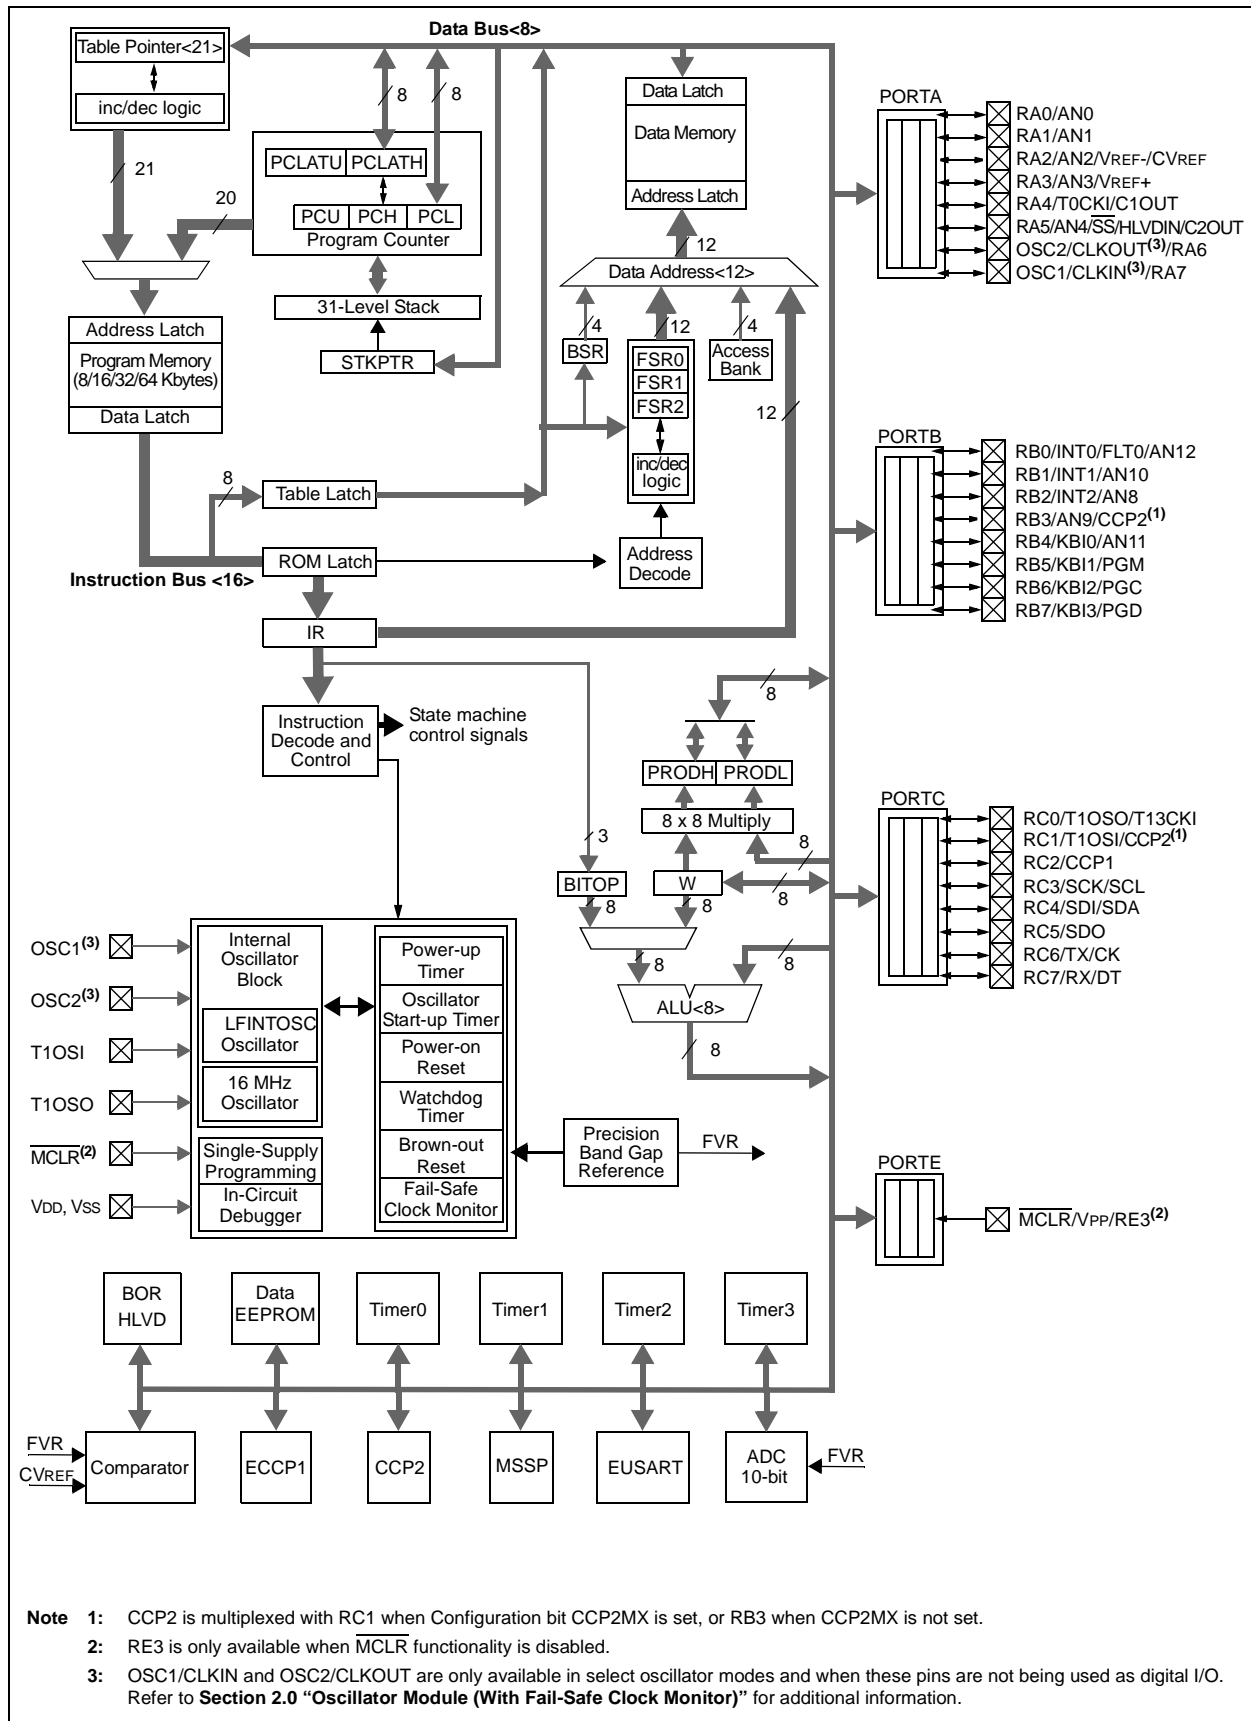 Data Bus<8>
Table Pointer<21>
inc/dec logic
21
20
8
8
PCLATU PCLATH
PCU PCH PCL
Program Counter
31-Level Stack
STKPTR
Data Latch
Data Memory
Address Latch
12
Data Address<12>
4
12
4
BSR
FSR0
FSR1
FSR2
inc/dec
logic
Access
Bank
12
Address
Decode
Address Latch
Program Memory
(8/16/32/64 Kbytes)
Data Latch
8
Table Latch
ROM Latch
Instruction Bus <16>
IR
Instruction
Decode and
Control
State machine
control signals
8
PRODH PRODL
8 x 8 Multiply
3
8
BITOP
W
8
8
8
8
8
ALU<8>
8
PORTA
RA0/AN0
RA1/AN1
RA2/AN2/VREF-/CVREF
RA3/AN3/VREF+
RA4/T0CKI/C1OUT
RA5/AN4/SS/HLVDIN/C2OUT
OSC2/CLKOUT(3)/RA6
OSC1/CLKIN(3)/RA7
PORTB
RB0/INT0/FLT0/AN12
RB1/INT1/AN10
RB2/INT2/AN8
RB3/AN9/CCP2(1)
RB4/KBI0/AN11
RB5/KBI1/PGM
RB6/KBI2/PGC
RB7/KBI3/PGD
PORTC
RC0/T1OSO/T13CKI
RC1/T1OSI/CCP2(1)
RC2/CCP1
RC3/SCK/SCL
RC4/SDI/SDA
RC5/SDO
RC6/TX/CK
RC7/RX/DT
PORTE
MCLR/VPP/RE3(2)
OSC1(3)
OSC2(3)
T1OSI
T1OSO
MCLR(2)
VDD, VSS
Internal
Oscillator
Block
LFINTOSC
Oscillator
16 MHz
Oscillator
Single-Supply
Programming
In-Circuit
Debugger
Power-up
Timer
Oscillator
Start-up Timer
Power-on
Reset
Watchdog
Timer
Brown-out
Reset
Fail-Safe
Clock Monitor
Precision
Band Gap
Reference
FVR
BOR
HLVD
Data
EEPROM
Timer0
Timer1
Timer2
Timer3
FVR
CVREF
Comparator
ECCP1
CCP2
MSSP
EUSART
ADC
10-bit
FVR
Note 1: CCP2 is multiplexed with RC1 when Configuration bit CCP2MX is set, or RB3 when CCP2MX is not set.
2: RE3 is only available when MCLR functionality is disabled.
3: OSC1/CLKIN and OSC2/CLKOUT are only available in select oscillator modes and when these pins are not being used as digital I/O.
Refer to Section 2.0 “Oscillator Module (With Fail-Safe Clock Monitor)” for additional information.